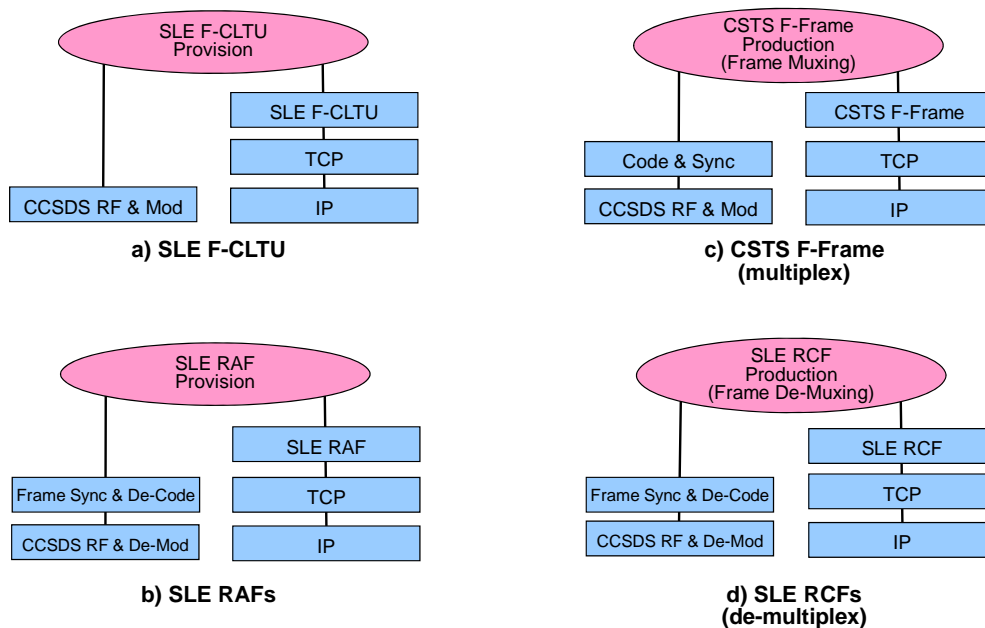 SLE F-CLTU
Provision
SLE F-CLTU
TCP
CCSDS RF & Mod
IP
a) SLE F-CLTU
CSTS F-Frame
Production
(Frame Muxing)
CSTS F-Frame
Code & Sync
TCP
CCSDS RF & Mod
IP
c) CSTS F-Frame
(multiplex)
SLE RAF
Provision
SLE RAF
Frame Sync & De-Code
TCP
CCSDS RF & De-Mod
IP
b) SLE RAFs
SLE RCF
Production
(Frame De-Muxing)
SLE RCF
Frame Sync & De-Code
TCP
CCSDS RF & De-Mod
IP
d) SLE RCFs
(de-multiplex)